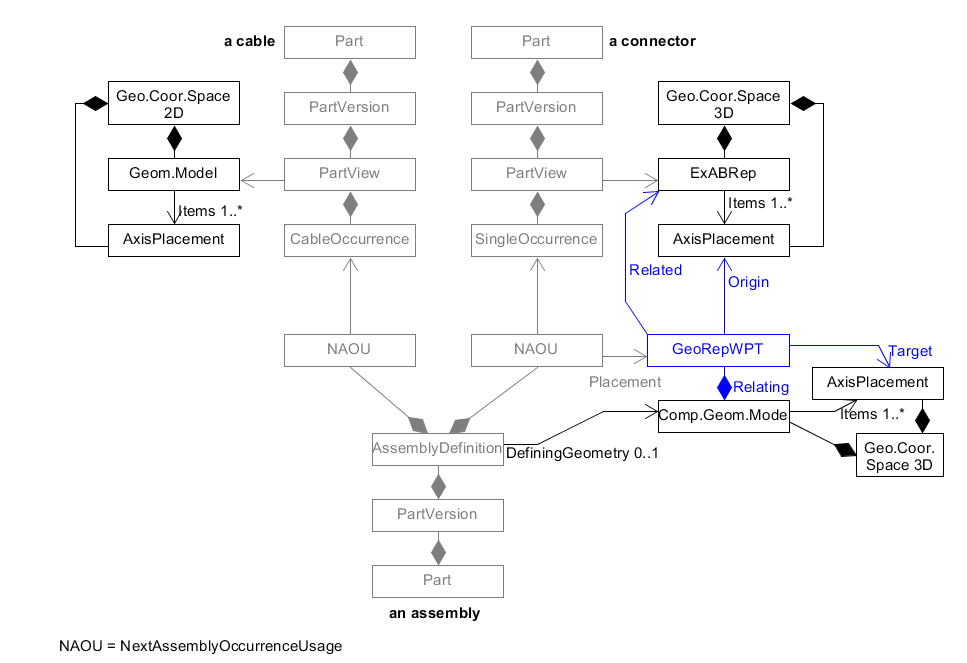 a cable
Part
Part
a connector
Geo.Coor.Space
2D
PartVersion
PartVersion
Geo.Coor.Space
3D
Geom.Model
PartView
PartView
ExABRep
Items 1..*
Items 1..*
AxisPlacement
CableOccurrence
SingleOccurrence
AxisPlacement
Related
Origin
NAOU
NAOU
GeoRepWPT
Target
Placement
Relating
AxisPlacement
Comp.Geom.Mode
Items 1..*
AssemblyDefinition
DefiningGeometry 0..1
Geo.Coor.
Space 3D
PartVersion
Part
an assembly
NAOU = NextAssemblyOccurrenceUsage